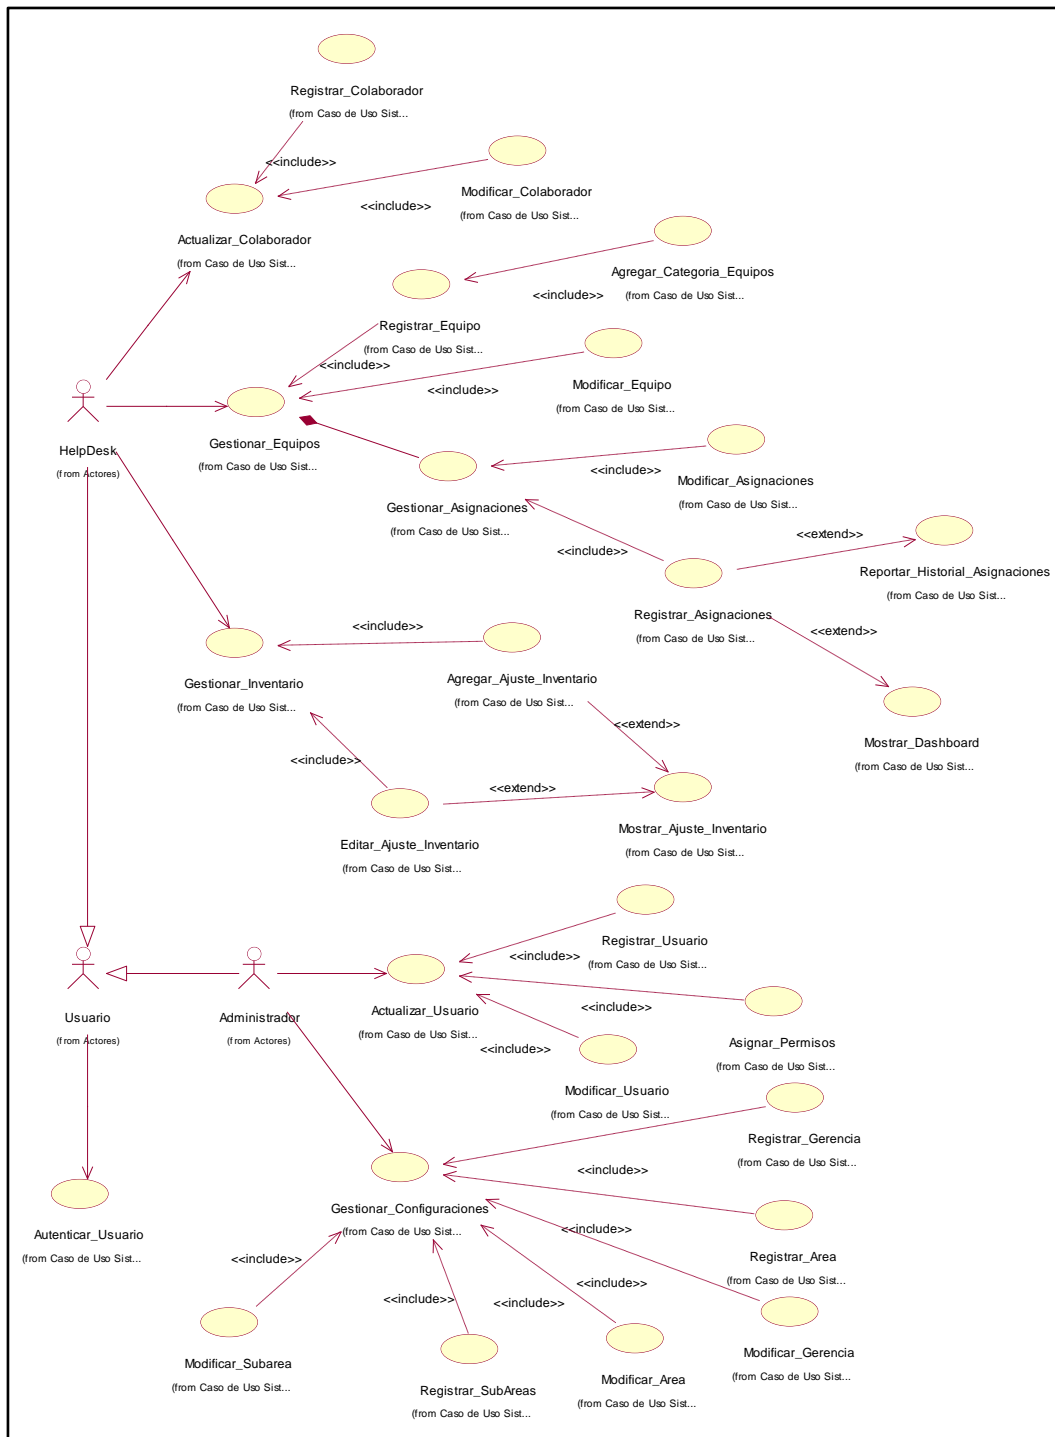 Registrar_Colaborador
(from Caso de Uso Sist...
<<include>>
Modificar_Colaborador
(from Caso de Uso Sist...
<<include>>
Actualizar_Colaborador
(from Caso de Uso Sist...
Agregar_Categoria_Equipos
(from Caso de Uso Sist...
<<include>>
Registrar_Equipo
(from Caso de Uso Sist...
<<include>>
Modificar_Equipo
(from Caso de Uso Sist...
<<include>>
HelpDesk
(from Actores)
Gestionar_Equipos
(from Caso de Uso Sist...
Modificar_Asignaciones
(from Caso de Uso Sist...
<<include>>
Gestionar_Asignaciones
(from Caso de Uso Sist...
<<include>>
<<extend>>
Reportar_Historial_Asignaciones
(from Caso de Uso Sist...
Registrar_Asignaciones
(from Caso de Uso Sist...
<<extend>>
<<include>>
Gestionar_Inventario
(from Caso de Uso Sist...
Agregar_Ajuste_Inventario
(from Caso de Uso Sist...
<<extend>>
Mostrar_Dashboard
(from Caso de Uso Sist...
<<include>>
<<extend>>
Editar_Ajuste_Inventario
(from Caso de Uso Sist...
Mostrar_Ajuste_Inventario
(from Caso de Uso Sist...
Registrar_Usuario
(from Caso de Uso Sist...
<<include>>
Usuario
(from Actores)
Administrador
(from Actores)
Actualizar_Usuario
(from Caso de Uso Sist...
<<include>>
Asignar_Permisos
(from Caso de Uso Sist...
<<include>>
Modificar_Usuario
(from Caso de Uso Sist...
Registrar_Gerencia
(from Caso de Uso Sist...
<<include>>
Autenticar_Usuario
(from Caso de Uso Sist...
Gestionar_Configuraciones
(from Caso de Uso Sist...
<<include>>
Registrar_Area
(from Caso de Uso Sist...
<<include>>
<<include>>
<<include>>
<<include>>
Modificar_Subarea
(from Caso de Uso Sist...
Registrar_SubAreas
(from Caso de Uso Sist...
Modificar_Area
(from Caso de Uso Sist...
Modificar_Gerencia
(from Caso de Uso Sist...